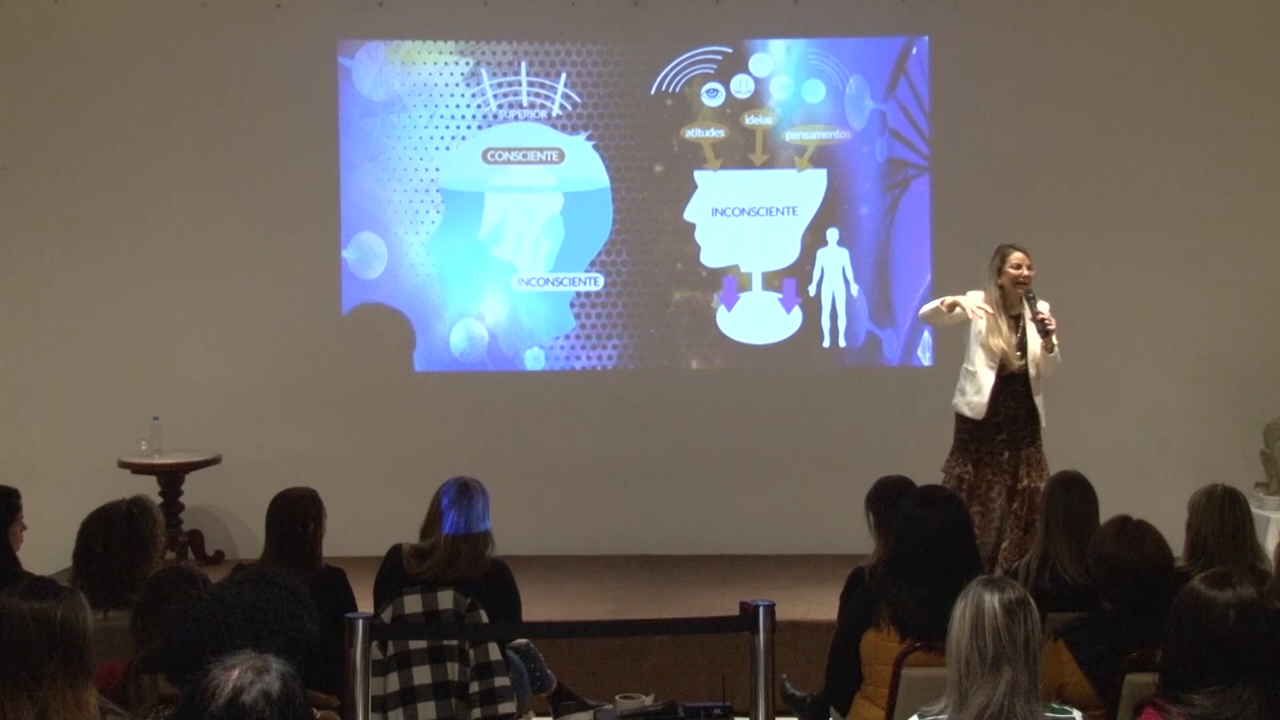 SUPERIOR
CONSCIENTE
INCONSCIENTE
atitudes
ideias
pensamentos
INCONSCIENTE